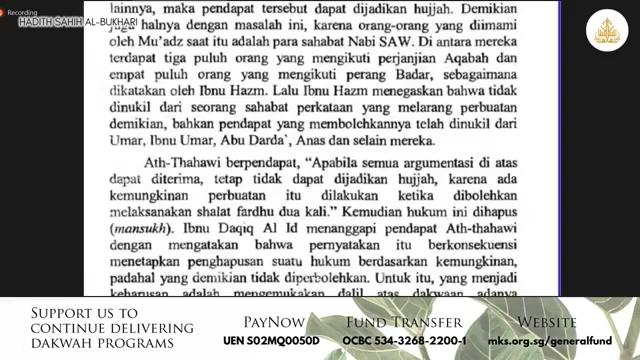 Recording
HADITH SAHIH AL-BUKHARI
lainnya, maka pendapat tersebut dapat dijadikan hujjah. Demikian
juga halnya dengan masalah ini, karena orang-orang yang diimami
oleh Mu'adz saat itu adalah para sahabat Nabi SAW. Di antara mereka
terdapat tiga puluh orang yang mengikuti perjanjian Aqabah dan
empat puluh orang yang mengikuti perang Badar, sebagaimana
dikatakan oleh Ibnu Hazm. Lalu Ibnu Hazm menegaskan bahwa tidak
dinukil dari seorang sahabat perkataan yang melarang perbuatan
demikian, bahkan pendapat yang membolehkannya telah dinukil dari
Umar, Ibnu Umar, Abu Darda`, Anas dan selain mereka.
Ath-Thahawi berpendapat, "Apabila semua argumentasi di atas
dapat diterima, tetap tidak dapat dijadikan hujjah, karena ada
kemungkinan perbuatan itu dilakukan ketika dibolehkan
melaksanakan shalat fardhu dua kali." Kemudian hukum ini dihapus
(mansukh). Ibnu Daqiq Al Id menanggapi pendapat Ath-thahawi
dengan mengatakan bahwa pernyataan itu berkonsekuensi
menetapkan penghapusan suatu hukum berdasarkan kemungkinan,
padahal yang demikian tidak diperbolehkan. Untuk itu, yang menjadi
keharusan adalah mengemukakan dalil atas dakwaan adanya
Support us to
continue delivering
dakwah programs
PayNow
UEN S02MQ0050D
Fund Transfer
OCBC 534-3268-2200-1
Website
mks.org.sg/generalfund